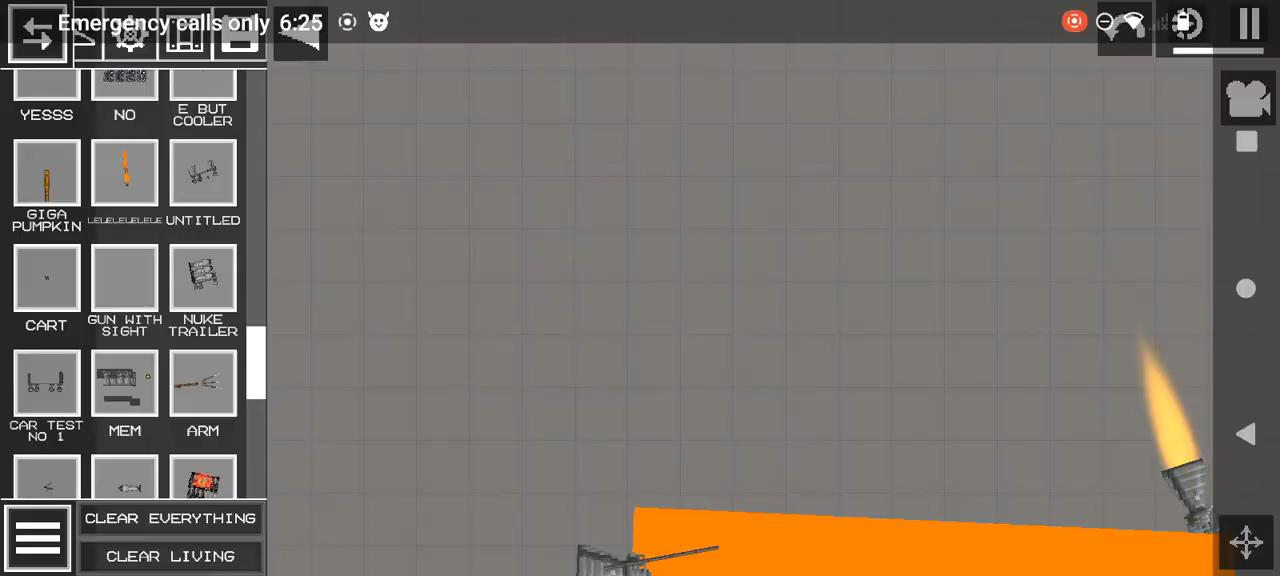 Emergency calls only 6:25
YESSS
NO
E BUT
COOLER
GIGA
PUMPKIN
LELELELELELE
UNTITLED
CART
GUN WITH
SIGHT
NUKE
TRAILER
CAR TEST
NO 1
MEM
ARM
CLEAR EVERYTHING
CLEAR LIVING